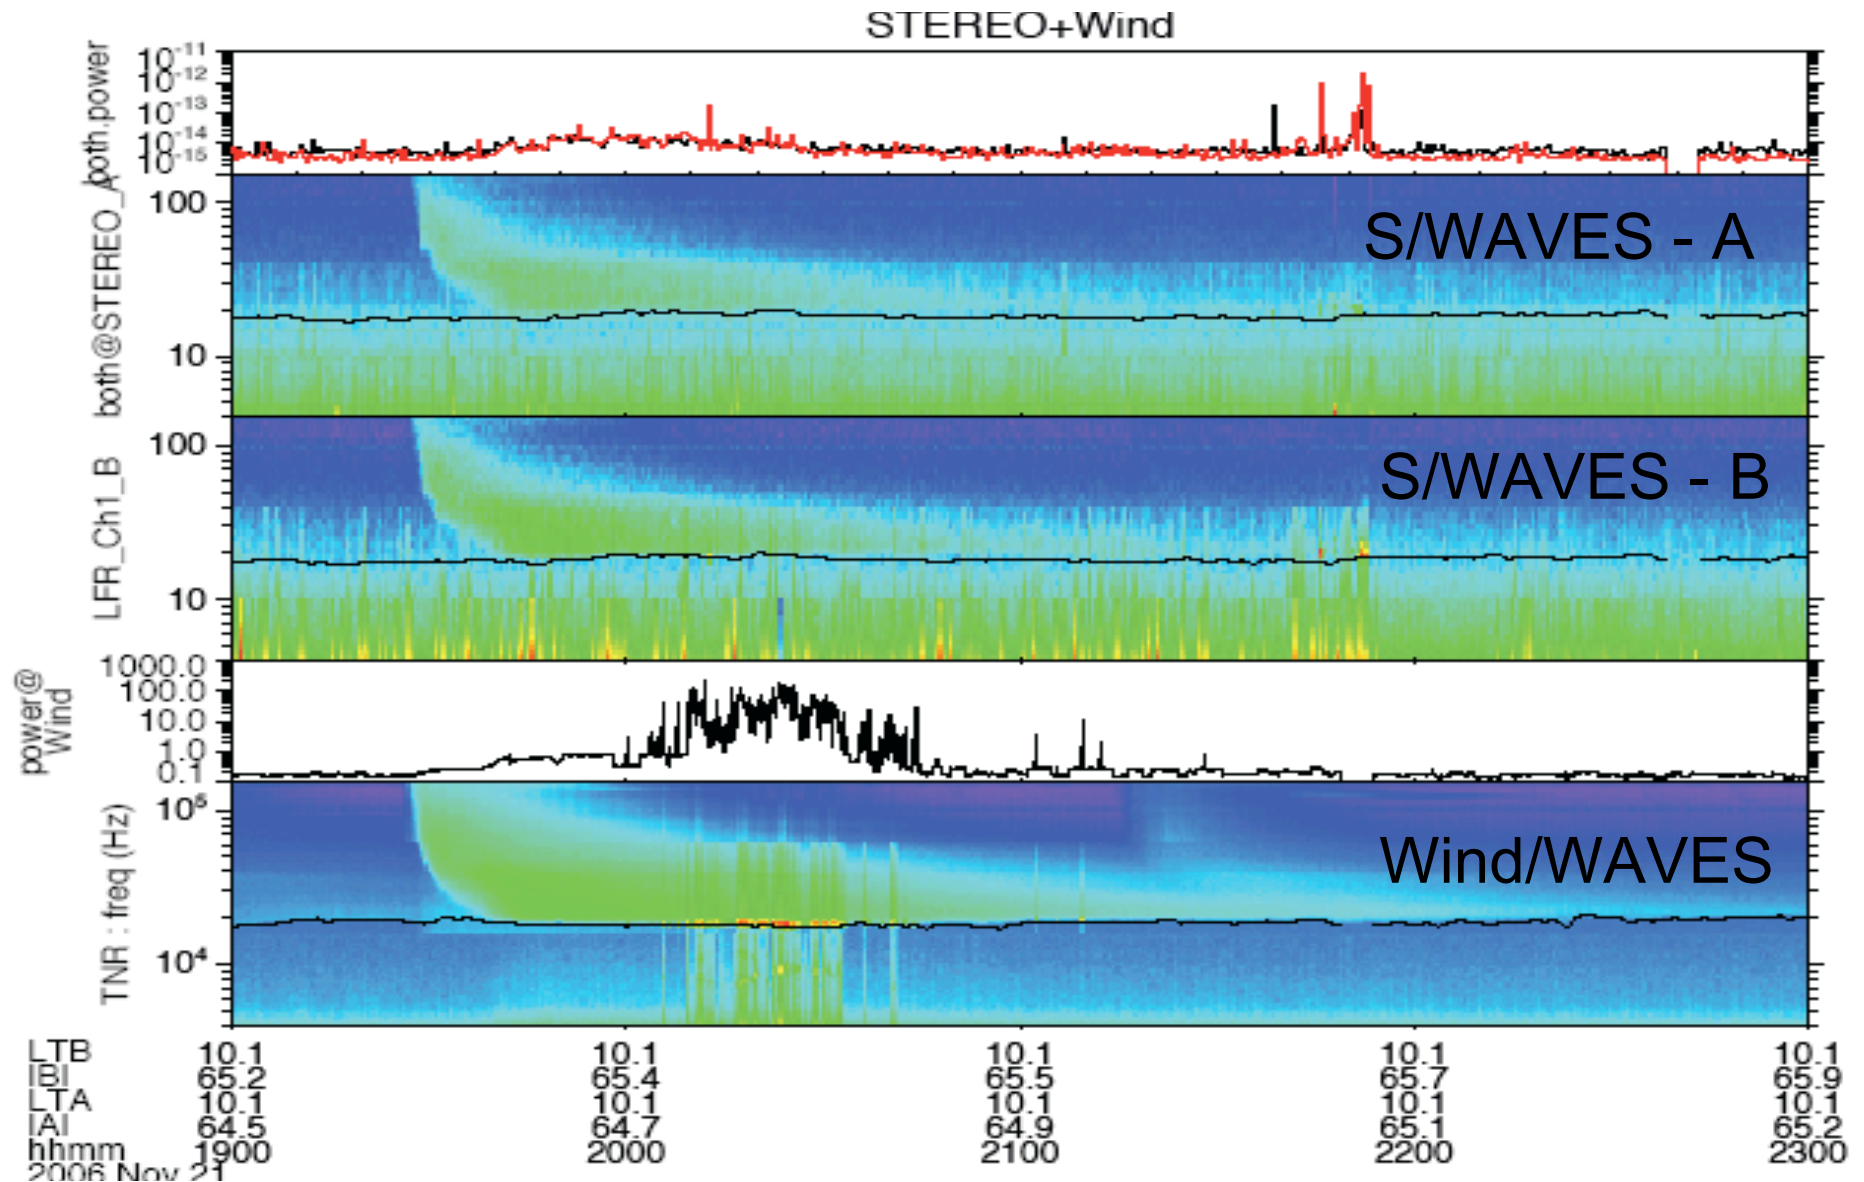 STEREO+Wind
both.power
10-11
10-12
10-13
10-14
10-15
both@STEREO_A
100
10
S/WAVES - A
LFR_Ch1_B
100
10
S/WAVES - B
power@
Wind
1000.0
100.0
10.0
1.0
0.1
TNR : freq (Hz)
10⁵
10⁴
Wind/WAVES
LTB 10.1 10.1 10.1 10.1 10.1
|B| 65.2 65.4 65.5 65.7 65.9
LTA 10.1 10.1 10.1 10.1 10.1
|A| 64.5 64.7 64.9 65.1 65.2
hhmm 1900 2000 2100 2200 2300
2006 Nov 21